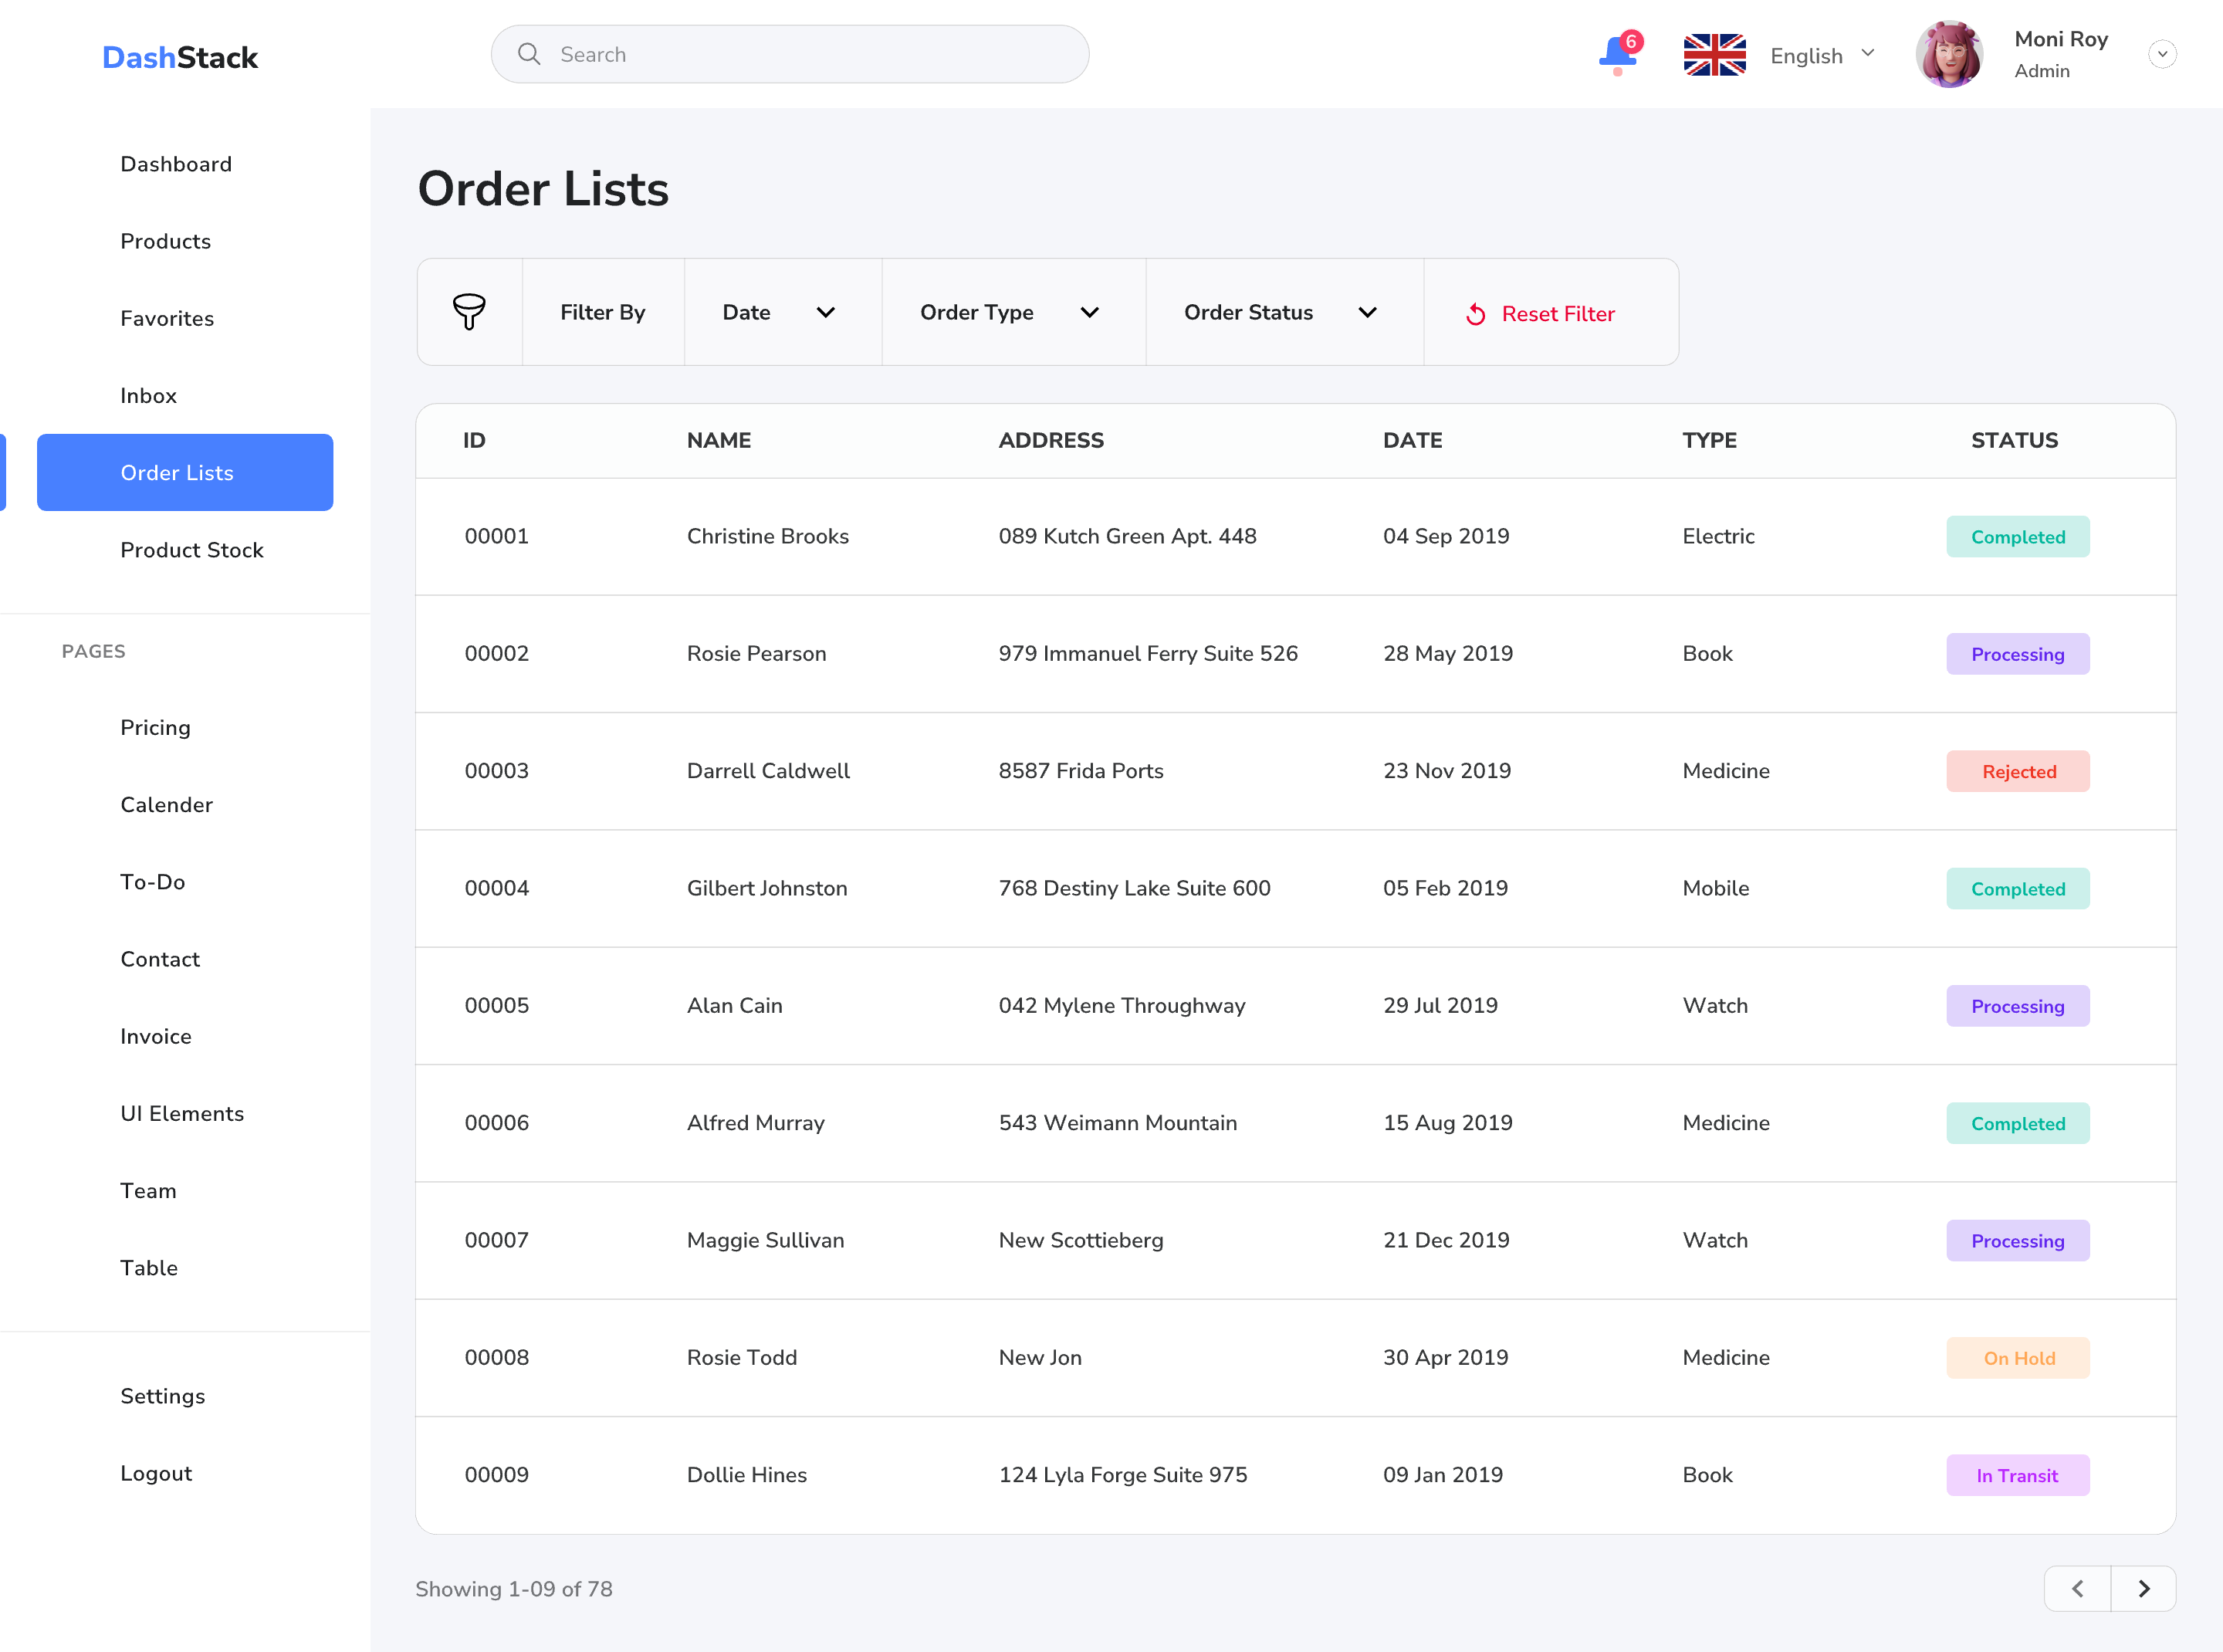 DashStack
Search
6
English
Moni Roy
Admin
Dashboard
Products
Favorites
Inbox
Order Lists
Product Stock
PAGES
Pricing
Calender
To-Do
Contact
Invoice
UI Elements
Team
Table
Settings
Logout
Order Lists
Filter By Date Order Type Order Status Reset Filter
ID NAME ADDRESS DATE TYPE STATUS
00001 Christine Brooks 089 Kutch Green Apt. 448 04 Sep 2019 Electric Completed
00002 Rosie Pearson 979 Immanuel Ferry Suite 526 28 May 2019 Book Processing
00003 Darrell Caldwell 8587 Frida Ports 23 Nov 2019 Medicine Rejected
00004 Gilbert Johnston 768 Destiny Lake Suite 600 05 Feb 2019 Mobile Completed
00005 Alan Cain 042 Mylene Throughway 29 Jul 2019 Watch Processing
00006 Alfred Murray 543 Weimann Mountain 15 Aug 2019 Medicine Completed
00007 Maggie Sullivan New Scottieberg 21 Dec 2019 Watch Processing
00008 Rosie Todd New Jon 30 Apr 2019 Medicine On Hold
00009 Dollie Hines 124 Lyla Forge Suite 975 09 Jan 2019 Book In Transit
Showing 1-09 of 78